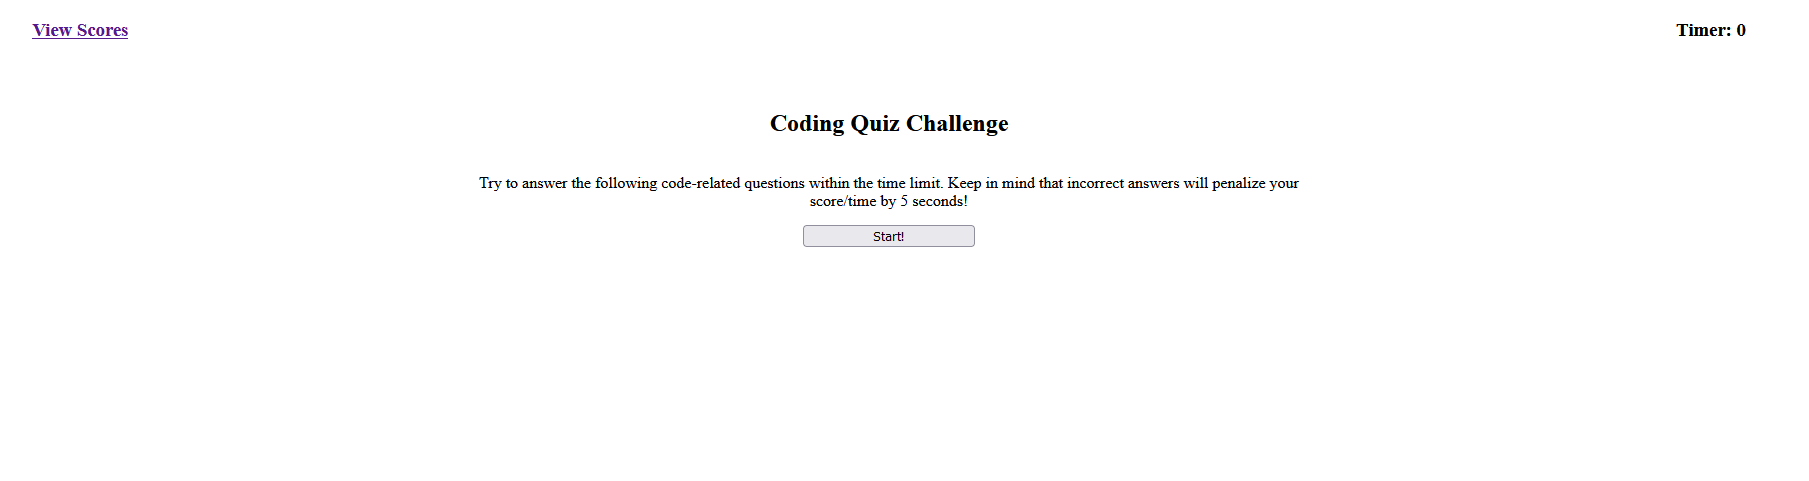 View Scores
Timer: 0
Coding Quiz Challenge
Try to answer the following code-related questions within the time limit. Keep in mind that incorrect answers will penalize your
score/time by 5 seconds!
Start!